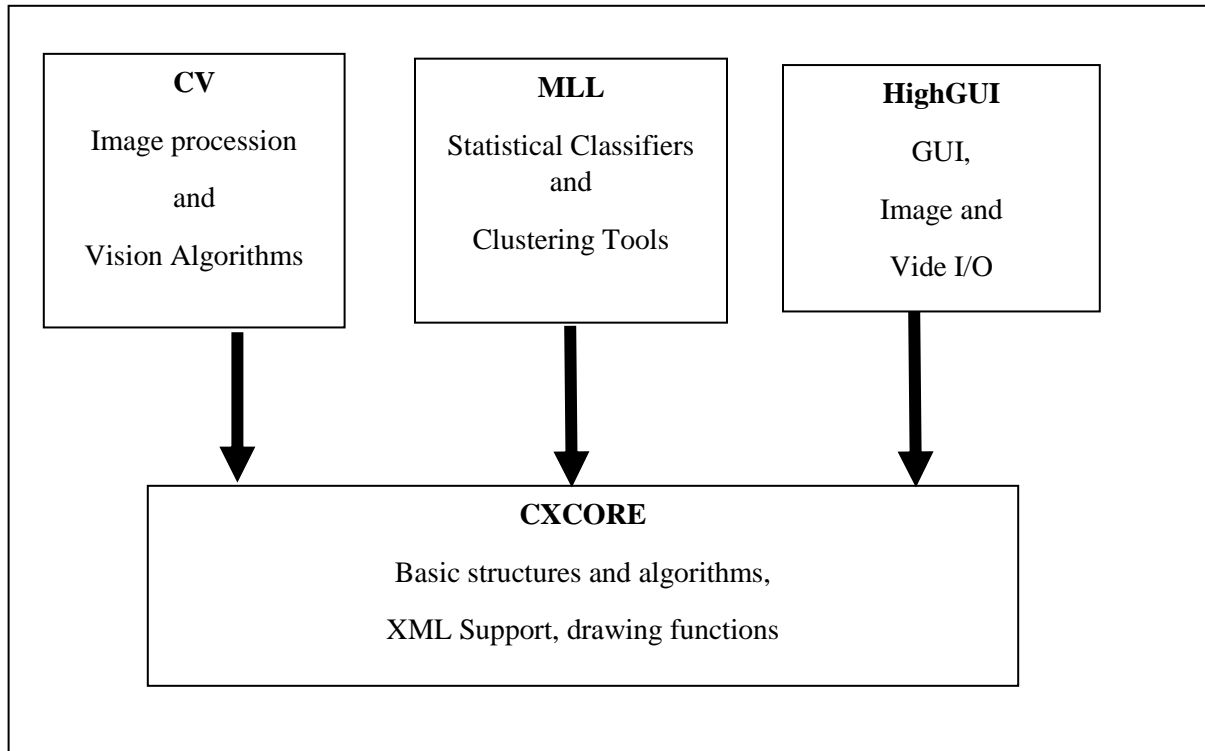 CV
Image procession
and
Vision Algorithms
MLL
Statistical Classifiers
and
Clustering Tools
HighGUI
GUI,
Image and
Vide I/O
CXCORE
Basic structures and algorithms,
XML Support, drawing functions